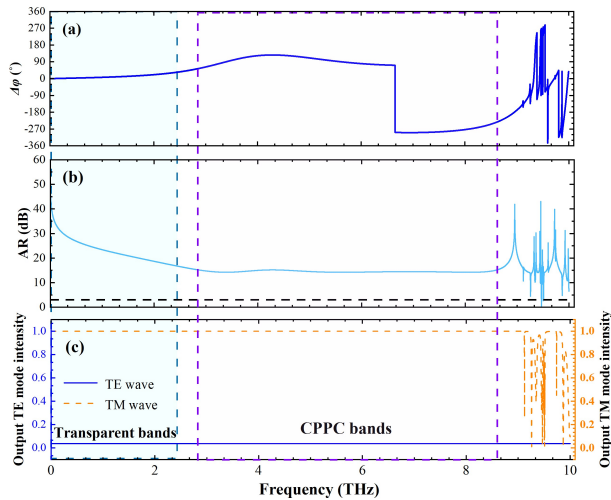 360
270
180
90
0
-90
-180
-270
-360
Δφ (°)
(a)
60
50
40
30
20
10
0
AR (dB)
(b)
1.0
0.8
0.6
0.4
0.2
0.0
Output TE mode intensity
(c)
TE wave
TM wave
Transparent bands
CPPC bands
1.0
0.8
0.6
0.4
0.2
0.0
Output TM mode intensity
0 2 4 6 8 10
Frequency (THz)